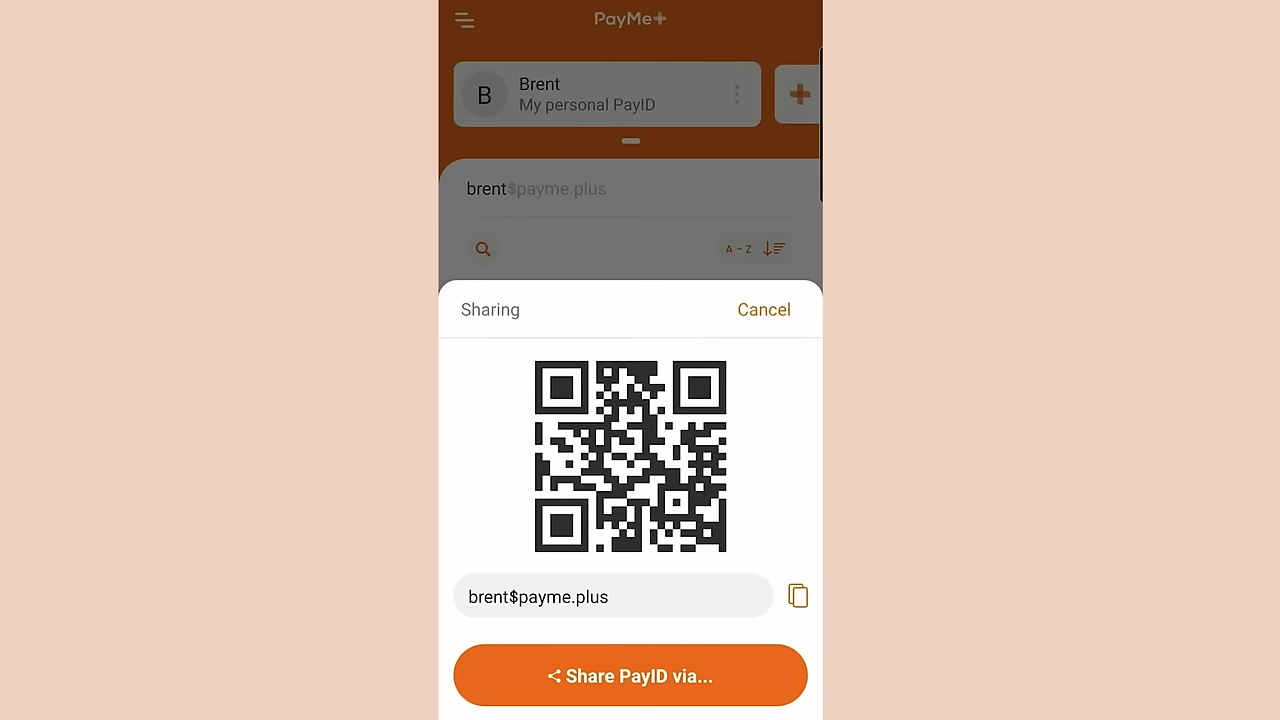 PayMe+
B
Brent
My personal PayID
brent$payme.plus
A - Z
Sharing
Cancel
brent$payme.plus
Share PayID via...